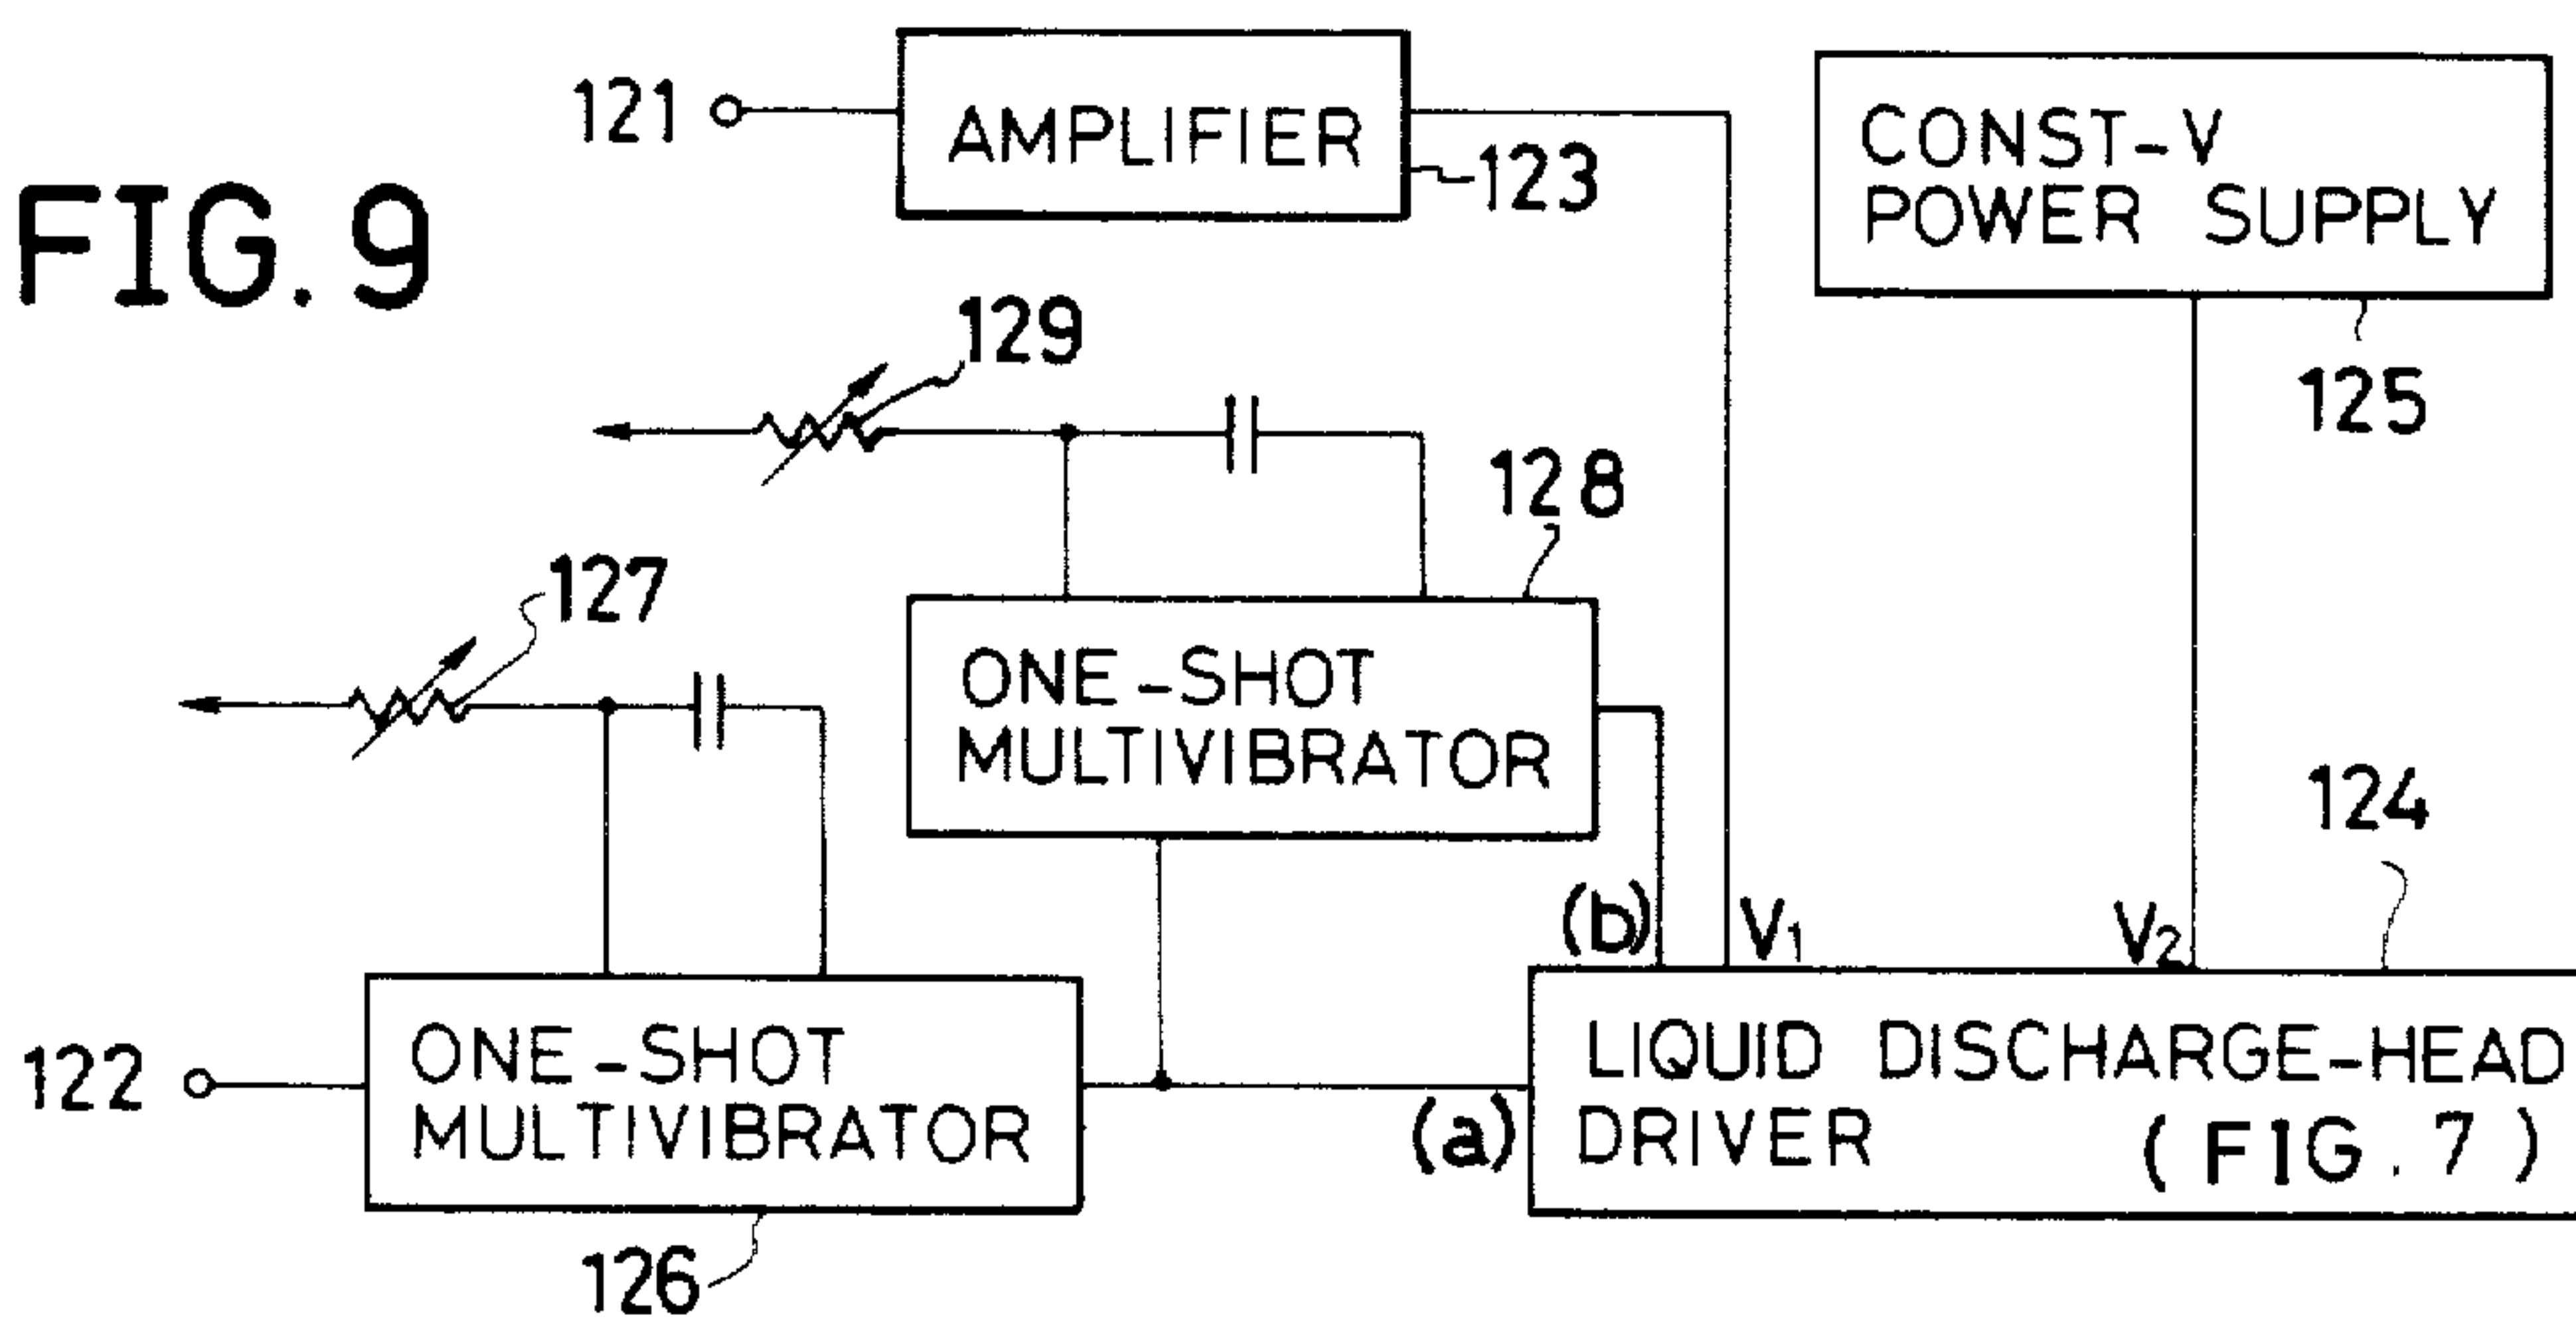 FIG. 9
121
AMPLIFIER
123
CONST-V
POWER SUPPLY
125
129
128
127
ONE-SHOT
MULTIVIBRATOR
124
(b)
V1
V2
122
ONE-SHOT
MULTIVIBRATOR
(a)
LIQUID DISCHARGE-HEAD
DRIVER (FIG. 7)
126